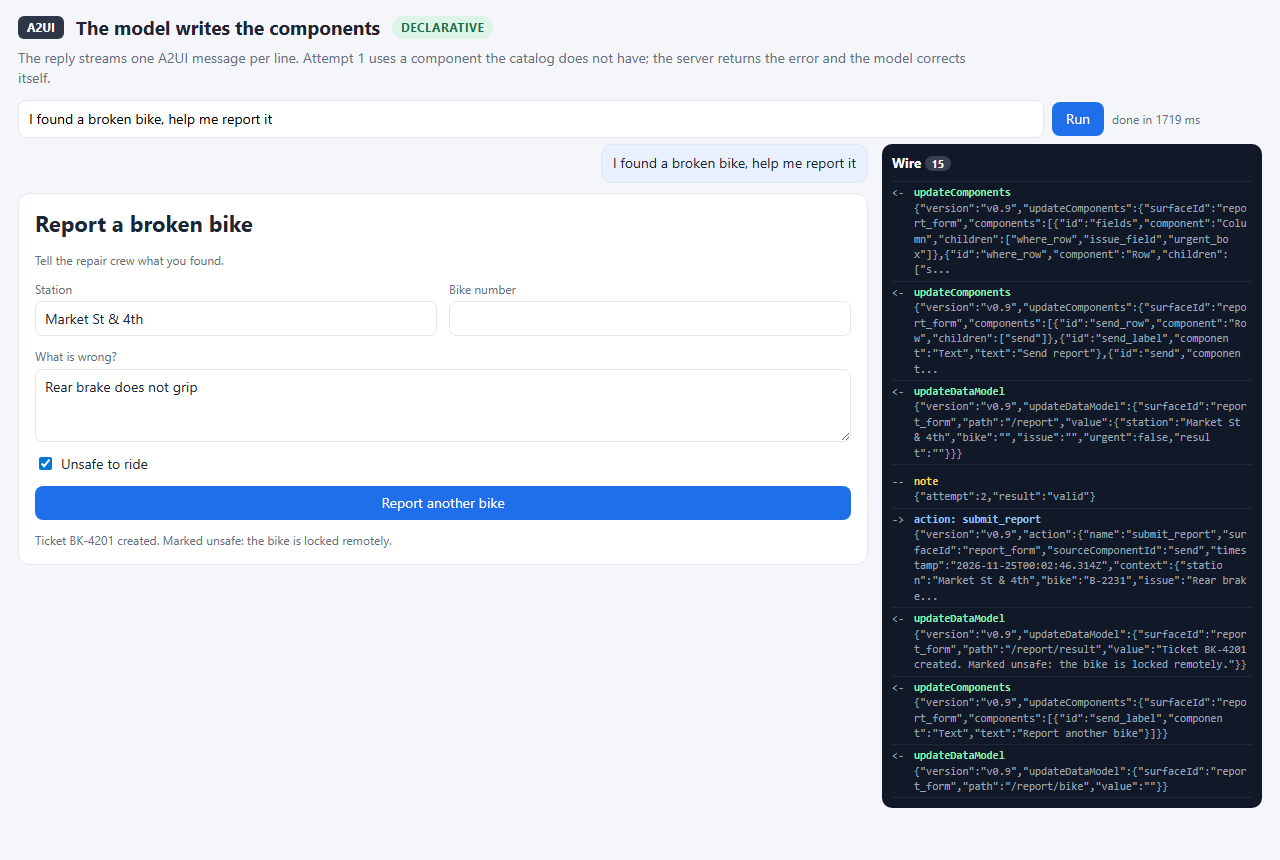 A2UI The model writes the components DECLARATIVE
The reply streams one A2UI message per line. Attempt 1 uses a component the catalog does not have; the server returns the error and the model corrects
itself.
I found a broken bike, help me report it
Run
done in 1719 ms
I found a broken bike, help me report it
Report a broken bike
Tell the repair crew what you found.
Station
Bike number
Market St & 4th
What is wrong?
Rear brake does not grip
Unsafe to ride
Report another bike
Ticket BK-4201 created. Marked unsafe: the bike is locked remotely.
Wire 15
<- updateComponents
{"version":"v0.9","updateComponents":{"surfaceId":"repo
rt_form","components":[{"id":"fields","component":"Colu
mn","children":["where_row","issue_field","urgent_bo
x"]},{"id":"where_row","component":"Row","children":
["s...
<- updateComponents
{"version":"v0.9","updateComponents":{"surfaceId":"repo
rt_form","components":[{"id":"send_row","component":"Ro
w","children":["send"]},{"id":"send_label","componen
t":"Text","text":"Send report"},{"id":"send","componen
t...
<- updateDataModel
{"version":"v0.9","updateDataModel":{"surfaceId":"repor
t_form","path":"/report","value":{"station":"Market St
& 4th","bike":"","issue":"","urgent":false,"resul
t":""}}}
-- note
{"attempt":2,"result":"valid"}
-> action: submit_report
{"version":"v0.9","action":{"name":"submit_report","sur
faceId":"report_form","sourceComponentId":"send","times
tamp":"2026-11-25T00:02:46.314Z","context":{"statio
n":"Market St & 4th","bike":"B-2231","issue":"Rear brak
e...
<- updateDataModel
{"version":"v0.9","updateDataModel":{"surfaceId":"repor
t_form","path":"/report/result","value":"Ticket BK-4201
created. Marked unsafe: the bike is locked remotely."}}
<- updateComponents
{"version":"v0.9","updateComponents":{"surfaceId":"repo
rt_form","components":[{"id":"send_label","componen
t":"Text","text":"Report another bike"}]}}
<- updateDataModel
{"version":"v0.9","updateDataModel":{"surfaceId":"repor
t_form","path":"/report/bike","value":""}}